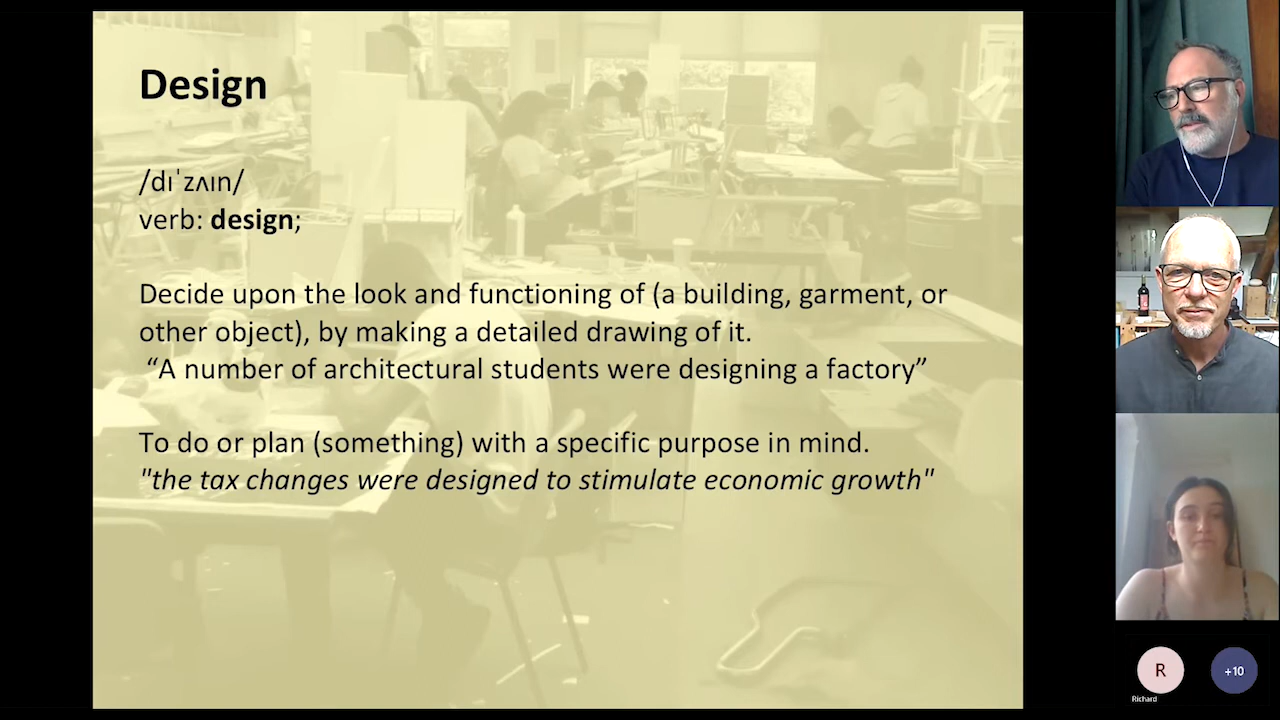 Design
/dɪˈzʌɪn/
verb: design;
Decide upon the look and functioning of (a building, garment, or
other object), by making a detailed drawing of it.
“A number of architectural students were designing a factory”
To do or plan (something) with a specific purpose in mind.
"the tax changes were designed to stimulate economic growth"
R
+10
Richard